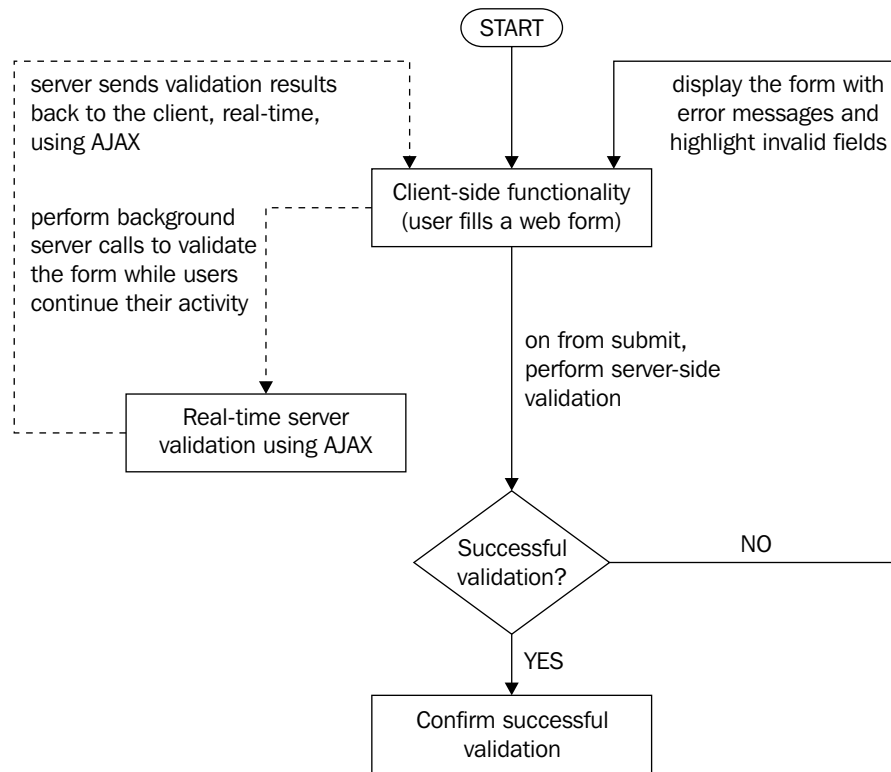 START
server sends validation results
back to the client, real-time,
using AJAX
display the form with
error messages and
highlight invalid fields
Client-side functionality
(user fills a web form)
perform background
server calls to validate
the form while users
continue their activity
on from submit,
perform server-side
validation
Real-time server
validation using AJAX
Successful
validation?
NO
YES
Confirm successful
validation